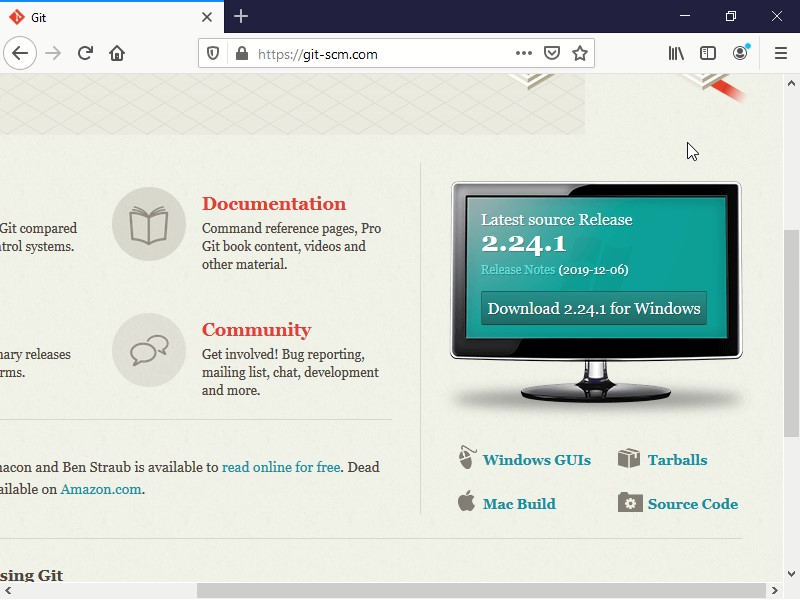 Git
https://git-scm.com
Git compared
trol systems.
Documentation
Command reference pages, Pro
Git book content, videos and
other material.
nary releases
rms.
Community
Get involved! Bug reporting,
mailing list, chat, development
and more.
Latest source Release
2.24.1
Release Notes (2019-12-06)
Download 2.24.1 for Windows
Windows GUIs
Tarballs
Mac Build
Source Code
nacon and Ben Straub is available to read online for free. Dead
ailable on Amazon.com.
sing Git